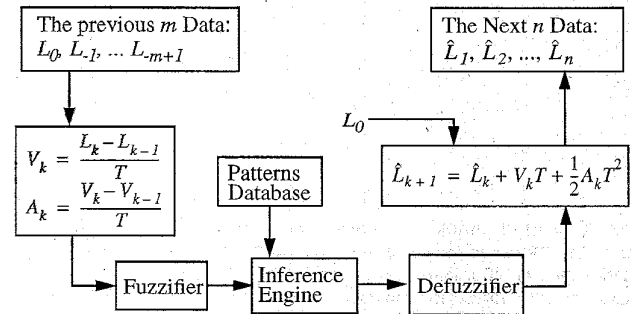 The previous m Data:
L₀, L₋₁, ... L₋ₘ₊₁
The Next n Data:
L̂₁, L̂₂, ..., L̂ₙ
Vₖ = (Lₖ − Lₖ₋₁) / T
Aₖ = (Vₖ − Vₖ₋₁) / T
Patterns
Database
L₀
L̂ₖ₊₁ = L̂ₖ + VₖT + ½AₖT²
Fuzzifier
Inference
Engine
Defuzzifier